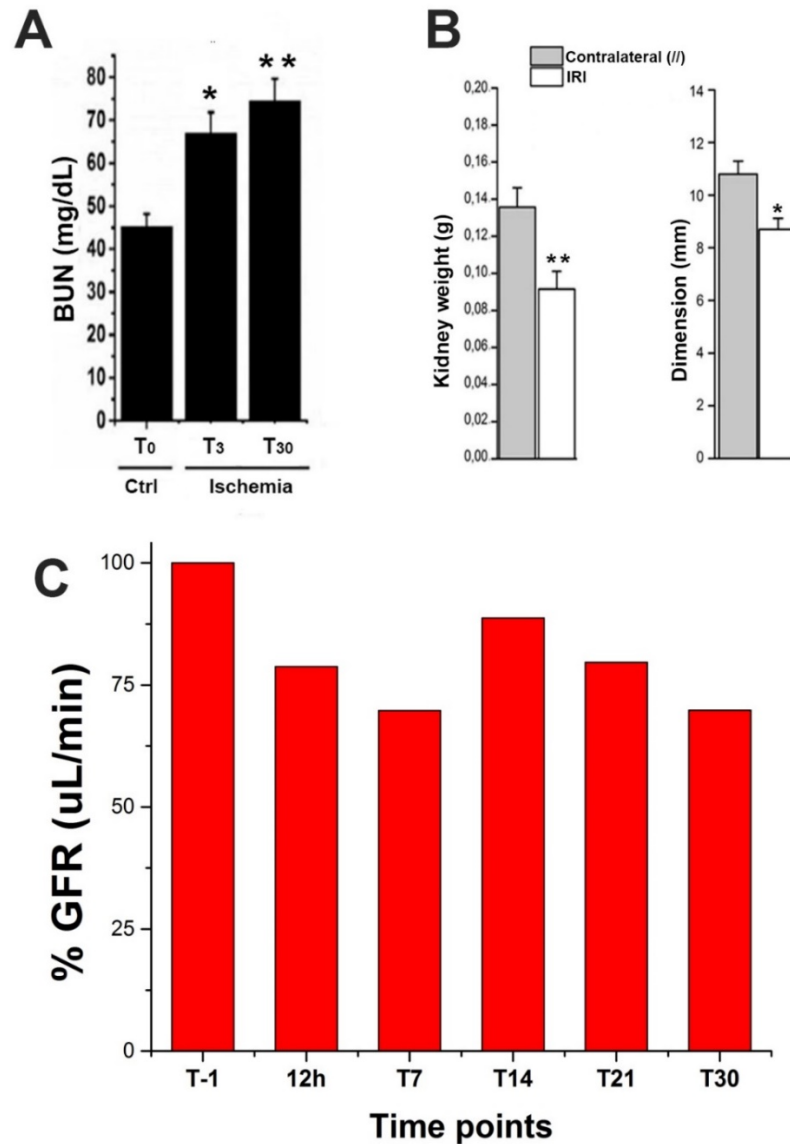 A
BUN (mg/dL)
80
70
60
50
40
30
20
10
0
*
**
T0
T3
T30
Ctrl
Ischemia
B
Contralateral (//)
IRI
Kidney weight (g)
0,20
0,18
0,16
0,14
0,12
0,10
0,08
0,06
0,04
0,02
0,00
**
Dimension (mm)
14
12
10
8
6
4
2
0
*
C
% GFR (uL/min)
100
75
50
25
0
T-1
12h
T7
T14
T21
T30
Time points